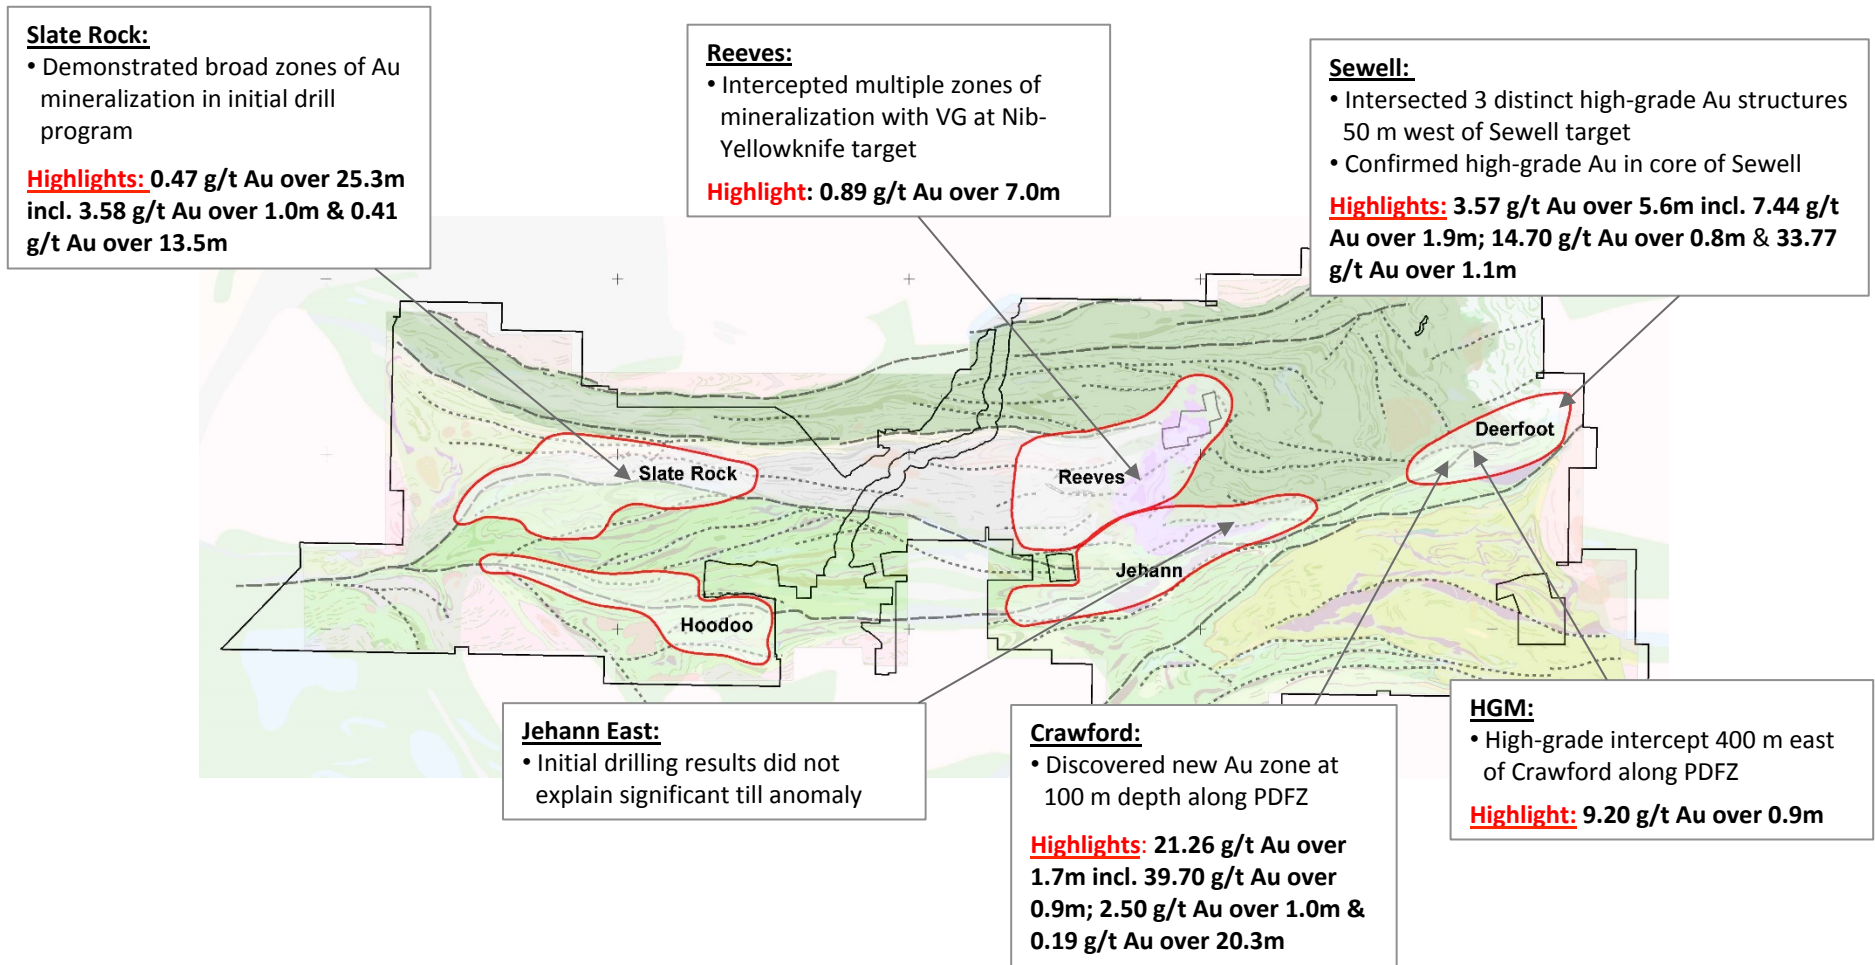 Slate Rock:
• Demonstrated broad zones of Au
mineralization in initial drill
program
Highlights: 0.47 g/t Au over 25.3m
incl. 3.58 g/t Au over 1.0m & 0.41
g/t Au over 13.5m
Reeves:
• Intercepted multiple zones of
mineralization with VG at Nib-
Yellowknife target
Highlight: 0.89 g/t Au over 7.0m
Sewell:
• Intersected 3 distinct high-grade Au structures
50 m west of Sewell target
• Confirmed high-grade Au in core of Sewell
Highlights: 3.57 g/t Au over 5.6m incl. 7.44 g/t
Au over 1.9m; 14.70 g/t Au over 0.8m & 33.77
g/t Au over 1.1m
Deerfoot
Slate Rock
Reeves
Jehann
Hoodoo
Jehann East:
• Initial drilling results did not
explain significant till anomaly
Crawford:
• Discovered new Au zone at
100 m depth along PDFZ
Highlights: 21.26 g/t Au over
1.7m incl. 39.70 g/t Au over
0.9m; 2.50 g/t Au over 1.0m &
0.19 g/t Au over 20.3m
HGM:
• High-grade intercept 400 m east
of Crawford along PDFZ
Highlight: 9.20 g/t Au over 0.9m